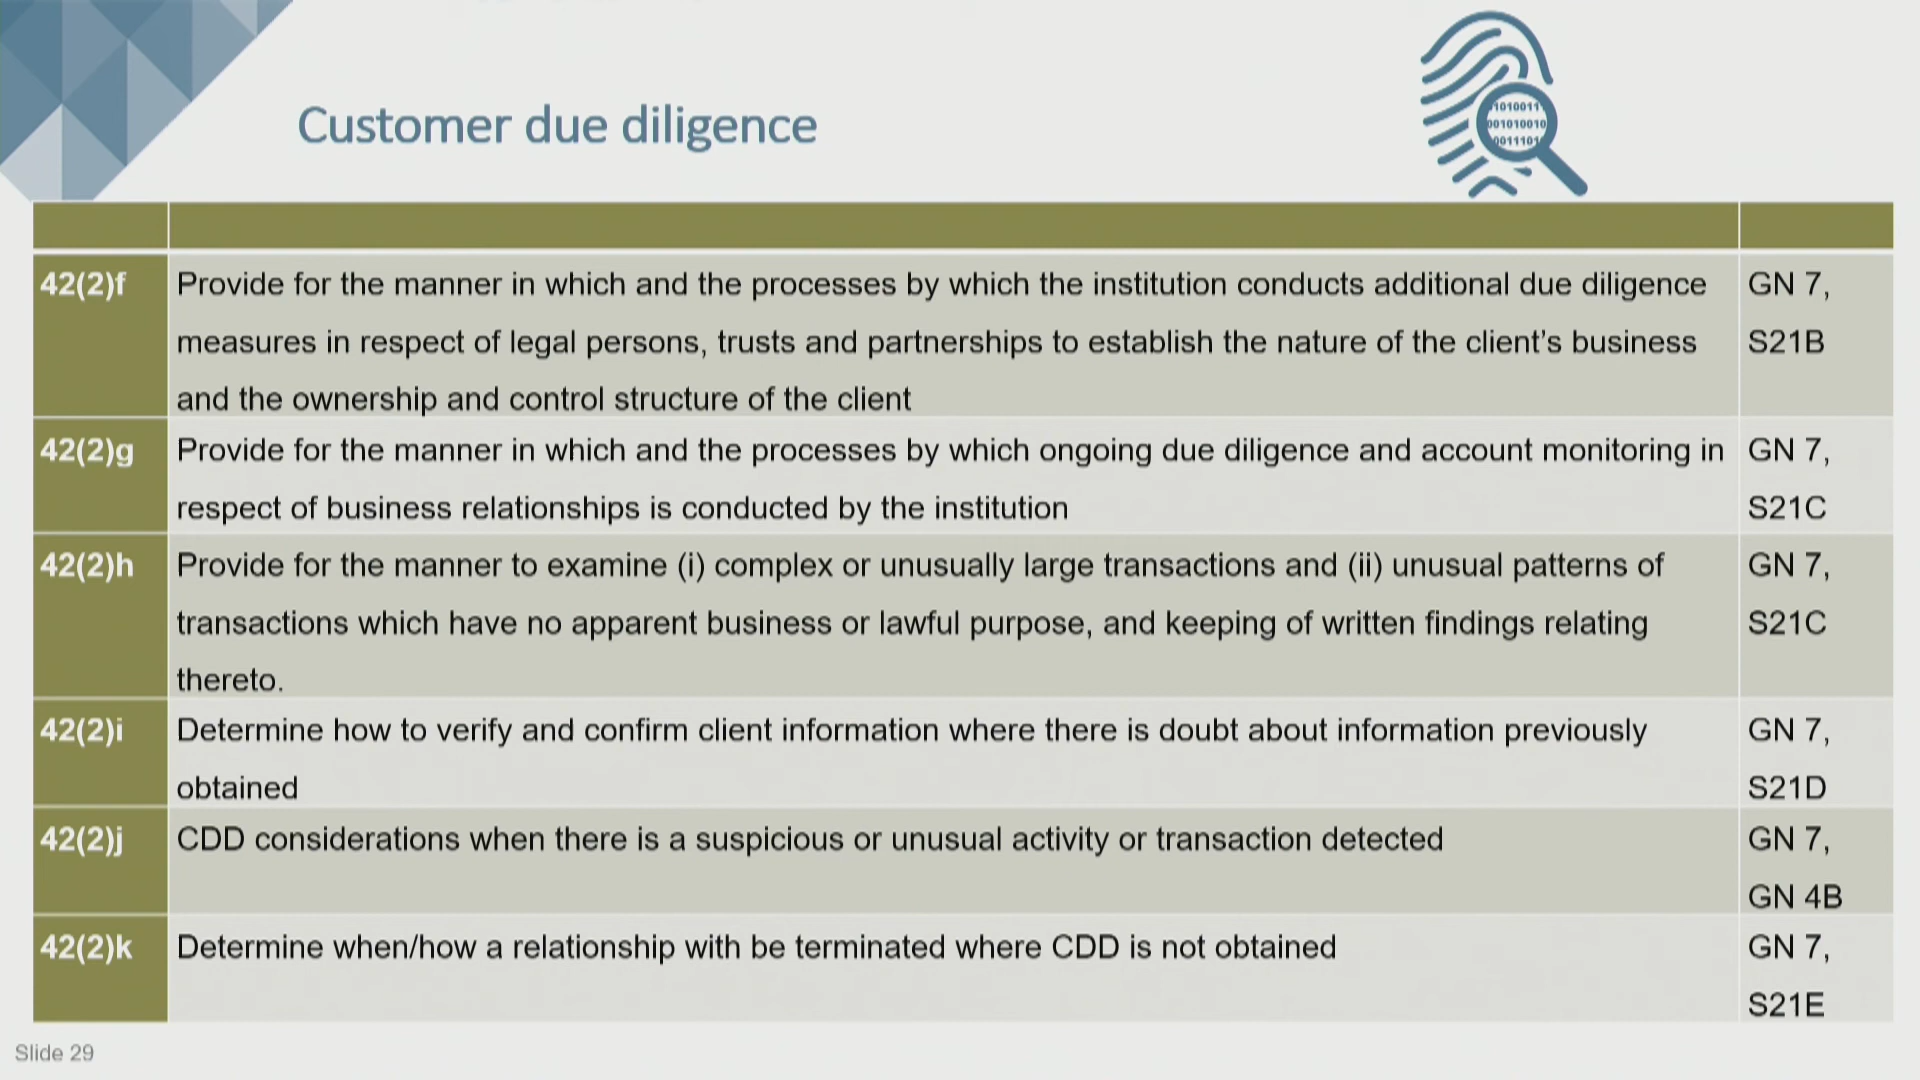 Customer due diligence
1010011
001010010
0011101
42(2)f
Provide for the manner in which and the processes by which the institution conducts additional due diligence
measures in respect of legal persons, trusts and partnerships to establish the nature of the client’s business
and the ownership and control structure of the client
GN 7,
S21B
42(2)g
Provide for the manner in which and the processes by which ongoing due diligence and account monitoring in
respect of business relationships is conducted by the institution
GN 7,
S21C
42(2)h
Provide for the manner to examine (i) complex or unusually large transactions and (ii) unusual patterns of
transactions which have no apparent business or lawful purpose, and keeping of written findings relating
thereto.
GN 7,
S21C
42(2)i
Determine how to verify and confirm client information where there is doubt about information previously
obtained
GN 7,
S21D
42(2)j
CDD considerations when there is a suspicious or unusual activity or transaction detected
GN 7,
GN 4B
42(2)k
Determine when/how a relationship with be terminated where CDD is not obtained
GN 7,
S21E
Slide 29